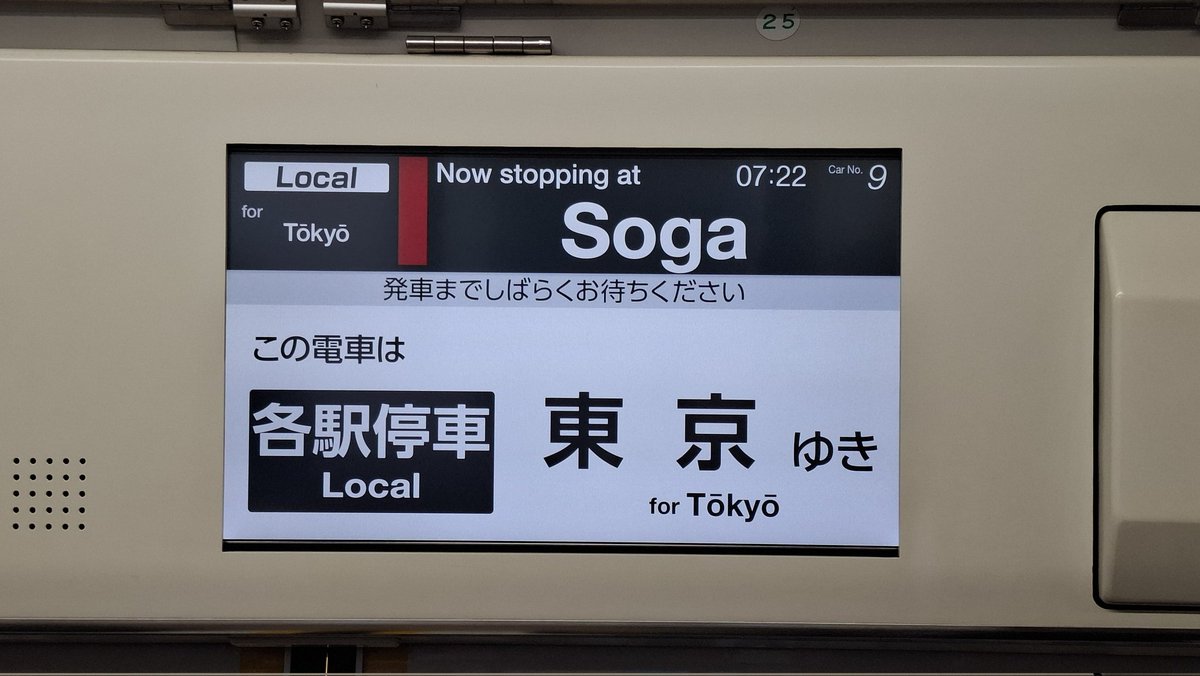 25
Local
for
Tōkyō
Now stopping at
07:22
Car No. 9
Soga
発車までしばらくお待ちください
この電車は
各駅停車
Local
東京ゆき
for Tōkyō